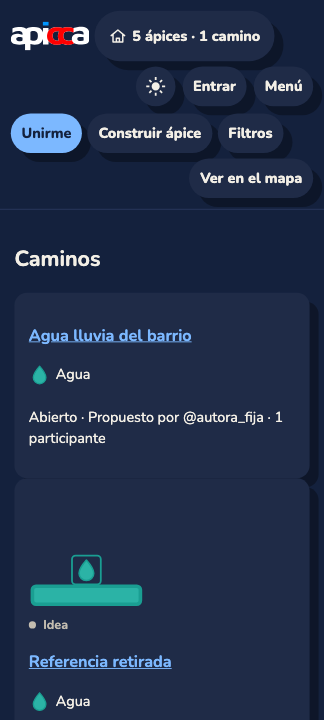 apicca
5 ápices · 1 camino
Entrar
Menú
Unirme
Construir ápice
Filtros
Ver en el mapa
Caminos
Agua lluvia del barrio
Agua
Abierto · Propuesto por @autora_fija · 1
participante
Idea
Referencia retirada
Agua